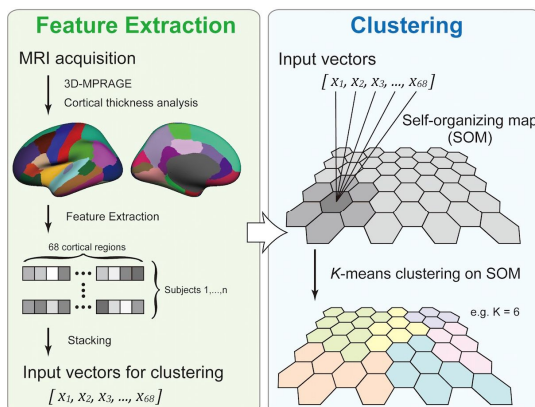 Feature Extraction
MRI acquisition
3D-MPRAGE
Cortical thickness analysis
Feature Extraction
68 cortical regions
Subjects 1,...,n
Stacking
Input vectors for clustering
[ x₁, x₂, x₃, ..., x₆₈ ]
Clustering
Input vectors
[ x₁, x₂, x₃, ..., x₆₈ ]
Self-organizing map
(SOM)
K-means clustering on SOM
e.g. K = 6